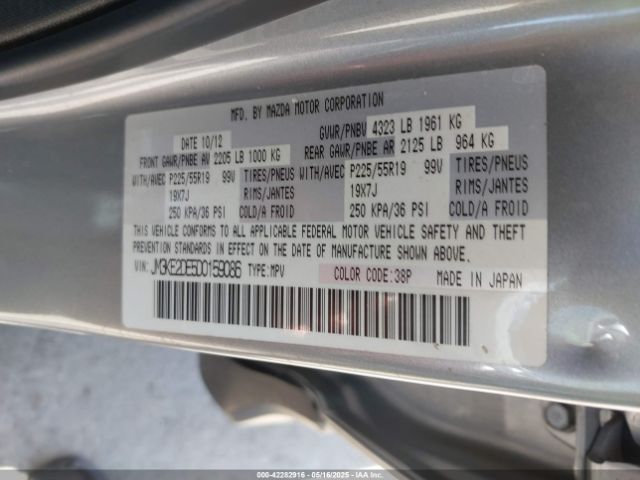 MFD. BY MAZDA MOTOR CORPORATION
DATE 10/12 GVWR/PNBV 4323 LB 1961 KG
FRONT GAWR/PNBE AV 2205 LB 1000 KG REAR GAWR/PNBE AR 2125 LB 964 KG
WITH/AVEC P225/55R19 99V TIRES/PNEUS WITH/AVEC P225/55R19 99V TIRES/PNEUS
19X7J RIMS/JANTES 19X7J RIMS/JANTES
250 KPA/36 PSI COLD/A FROID 250 KPA/36 PSI COLD/A FROID
THIS VEHICLE CONFORMS TO ALL APPLICABLE FEDERAL MOTOR VEHICLE SAFETY AND THEFT
PREVENTION STANDARDS IN EFFECT ON THE DATE OF MANUFACTURE SHOWN ABOVE.
VIN: JM3KE2DE5D0159086 TYPE: MPV COLOR CODE: 38P MADE IN JAPAN
000-42282916 - 05/16/2025 - IAAI.COM